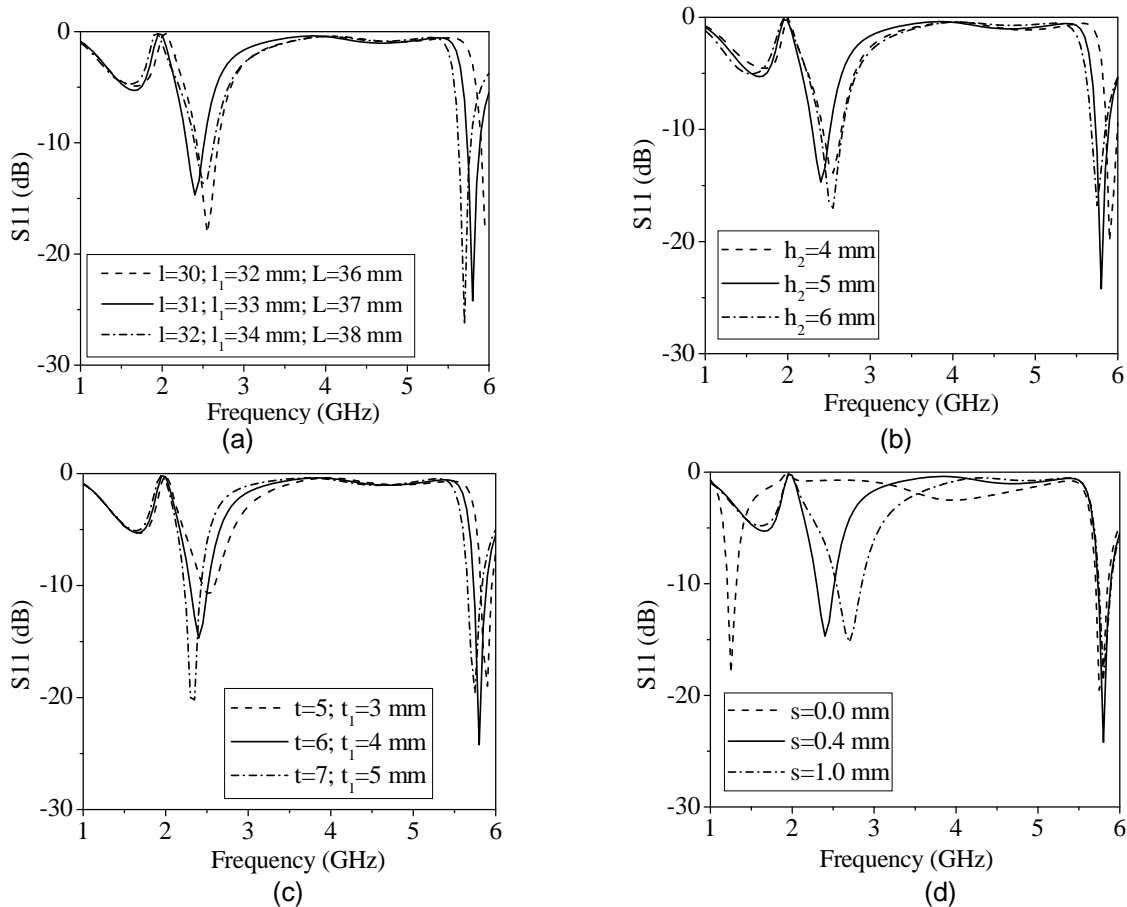 0
-10
-20
-30
S11 (dB)
l=30; l1=32 mm; L=36 mm
l=31; l1=33 mm; L=37 mm
l=32; l1=34 mm; L=38 mm
1 2 3 4 5 6
Frequency (GHz)
(a)
0
-10
-20
-30
S11 (dB)
h2=4 mm
h2=5 mm
h2=6 mm
1 2 3 4 5 6
Frequency (GHz)
(b)
0
-10
-20
-30
S11 (dB)
t=5; t1=3 mm
t=6; t1=4 mm
t=7; t1=5 mm
1 2 3 4 5 6
Frequency (GHz)
(c)
0
-10
-20
-30
S11 (dB)
s=0.0 mm
s=0.4 mm
s=1.0 mm
1 2 3 4 5 6
Frequency (GHz)
(d)